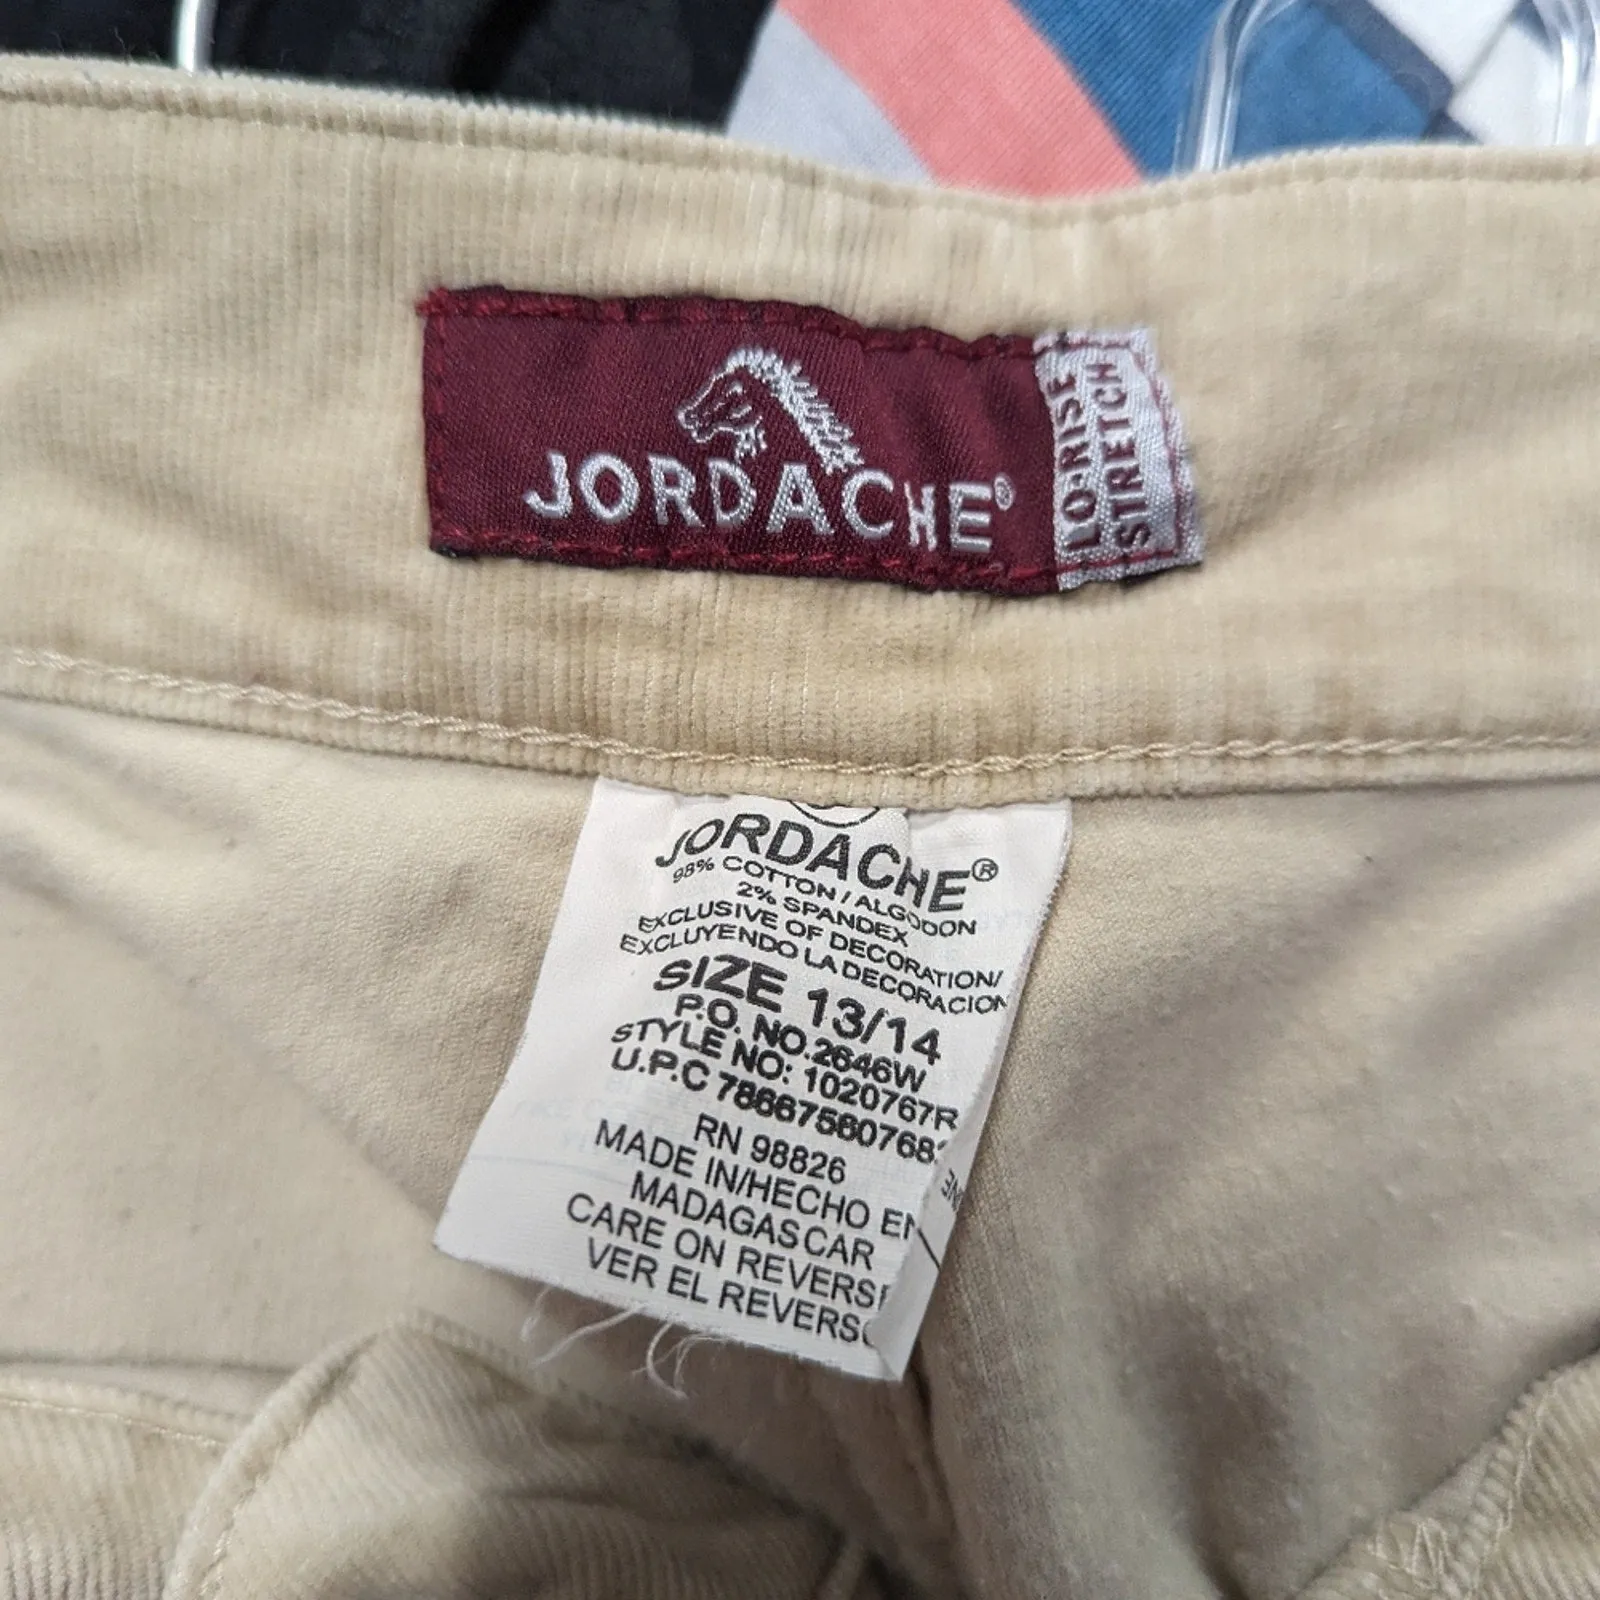 JORDACHE®
LO-RISE
STRETCH
JORDACHE®
98% COTTON / ALGODON
2% SPANDEX
EXCLUSIVE OF DECORATION/
EXCLUYENDO LA DECORACION
SIZE 13/14
P.O. NO.2646W
STYLE NO: 1020767R
U.P.C 78667560768
RN 98826
MADE IN/HECHO EN
MADAGASCAR
CARE ON REVERSE
VER EL REVERSO